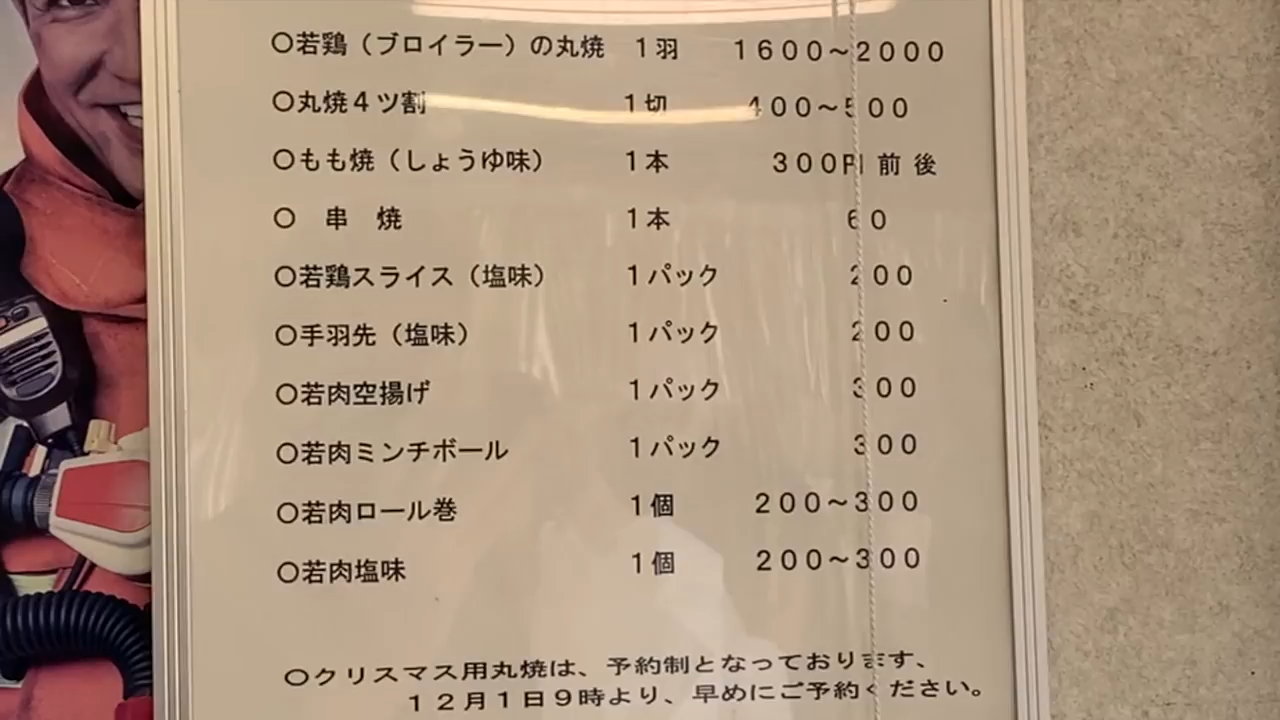 ○若鶏（ブロイラー）の丸焼 1羽 1600～2000
○丸焼4ツ割 1切 400～500
○もも焼（しょうゆ味） 1本 300円前後
○ 串 焼 1本 60
○若鶏スライス（塩味） 1パック 200
○手羽先（塩味） 1パック 200
○若肉空揚げ 1パック 300
○若肉ミンチボール 1パック 300
○若肉ロール巻 1個 200～300
○若肉塩味 1個 200～300
○クリスマス用丸焼は、予約制となっております、
12月1日9時より、早めにご予約ください。